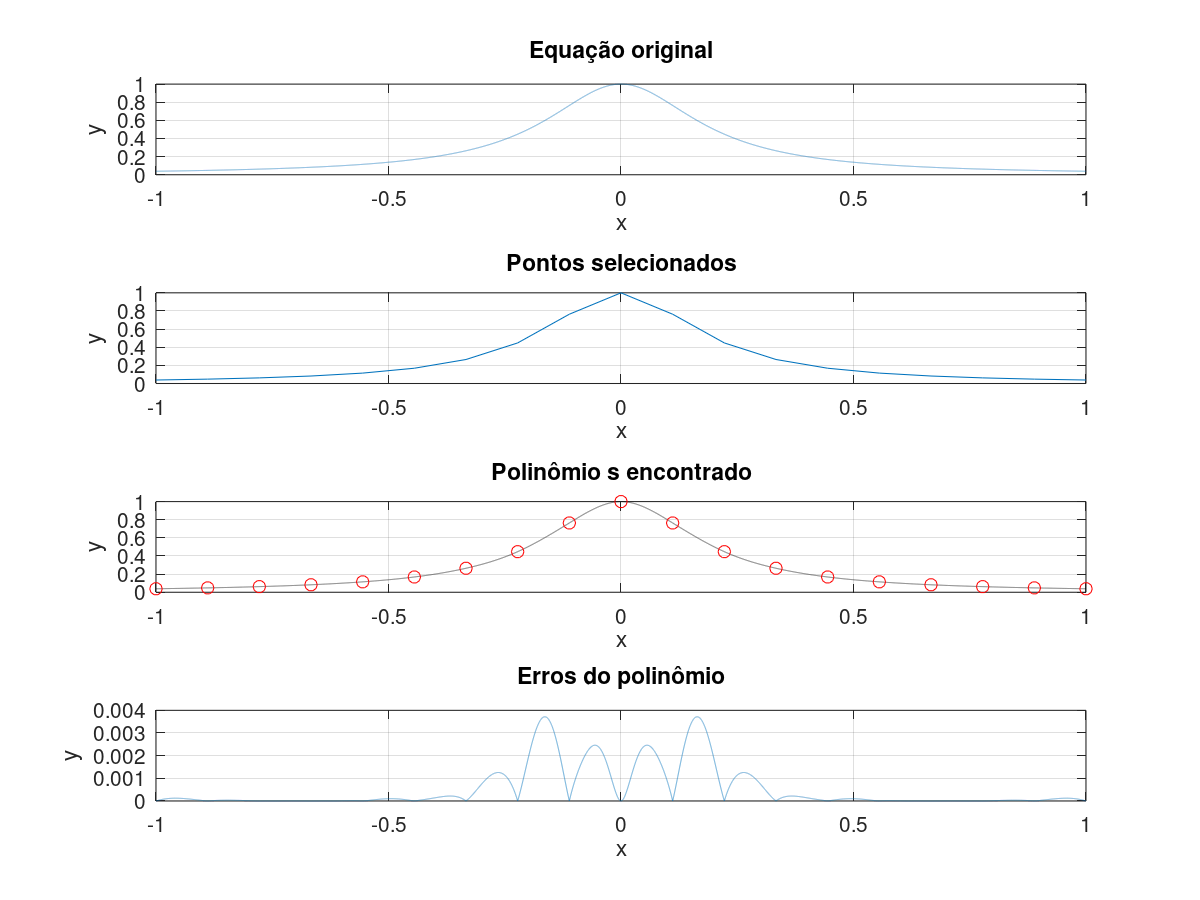 Equação original
y
1
0.8
0.6
0.4
0.2
0
-1 -0.5 0 0.5 1
x
Pontos selecionados
y
1
0.8
0.6
0.4
0.2
0
-1 -0.5 0 0.5 1
x
Polinômio s encontrado
y
1
0.8
0.6
0.4
0.2
0
-1 -0.5 0 0.5 1
x
Erros do polinômio
y
0.004
0.003
0.002
0.001
0
-1 -0.5 0 0.5 1
x